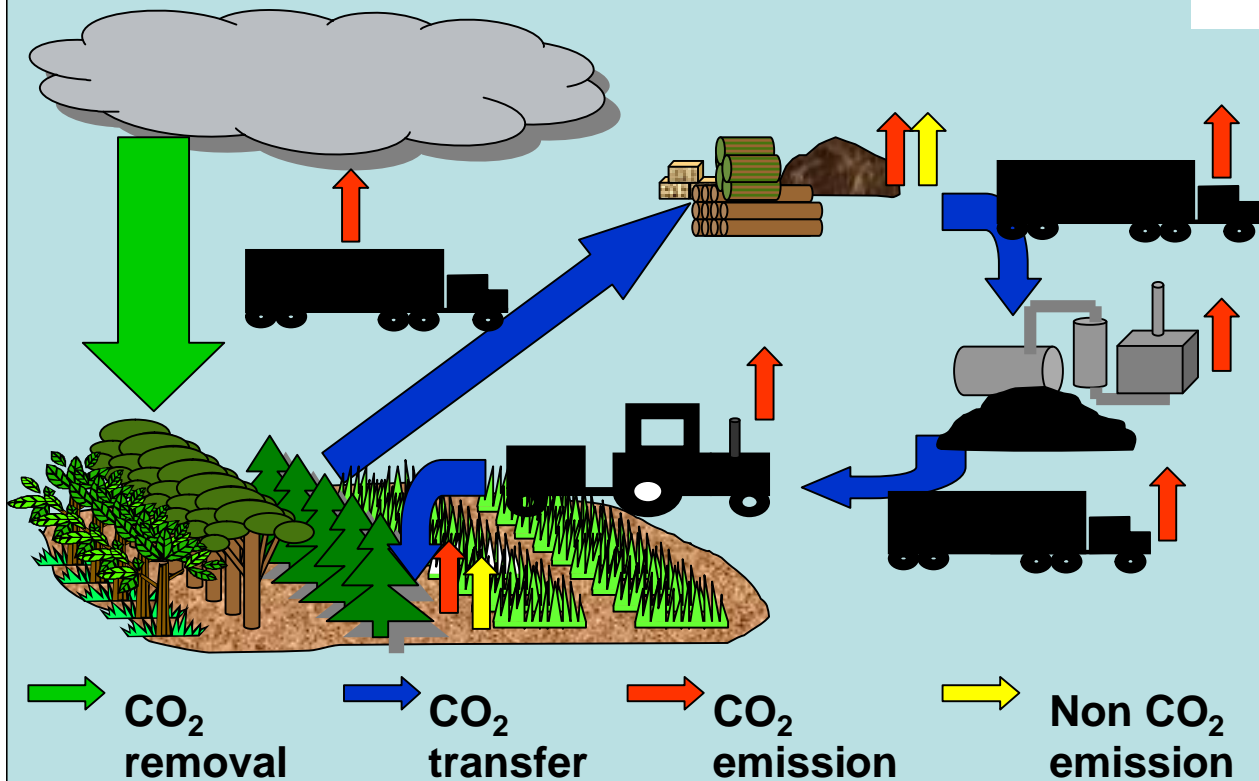 CO₂ removal
CO₂ transfer
CO₂ emission
Non CO₂ emission